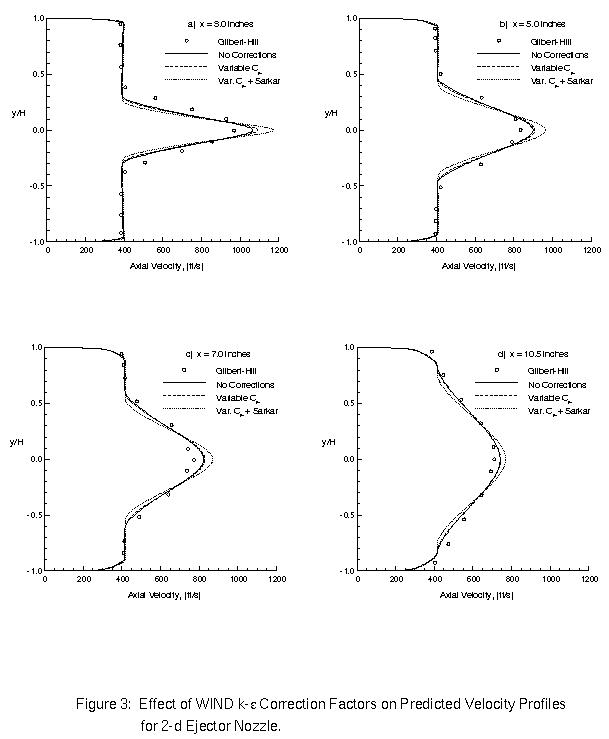 a) x = 3.0 inches
1.0
0.5
y/H
0.0
-0.5
-1.0
Gilbert-Hill
No Corrections
Variable Cμ
Var. Cμ + Sarkar
0 200 400 600 800 1000 1200
Axial Velocity, [ft/s]
b) x = 5.0 inches
1.0
0.5
y/H
0.0
-0.5
-1.0
Gilbert-Hill
No Corrections
Variable Cμ
Var. Cμ + Sarkar
0 200 400 600 800 1000 1200
Axial Velocity, [ft/s]
c) x = 7.0 inches
1.0
0.5
y/H
0.0
-0.5
-1.0
Gilbert-Hill
No Corrections
Variable Cμ
Var. Cμ + Sarkar
0 200 400 600 800 1000 1200
Axial Velocity, [ft/s]
d) x = 10.5 inches
1.0
0.5
y/H
0.0
-0.5
-1.0
Gilbert-Hill
No Corrections
Variable Cμ
Var. Cμ + Sarkar
0 200 400 600 800 1000 1200
Axial Velocity, [ft/s]
Figure 3: Effect of WIND k-ε Correction Factors on Predicted Velocity Profiles
for 2-d Ejector Nozzle.